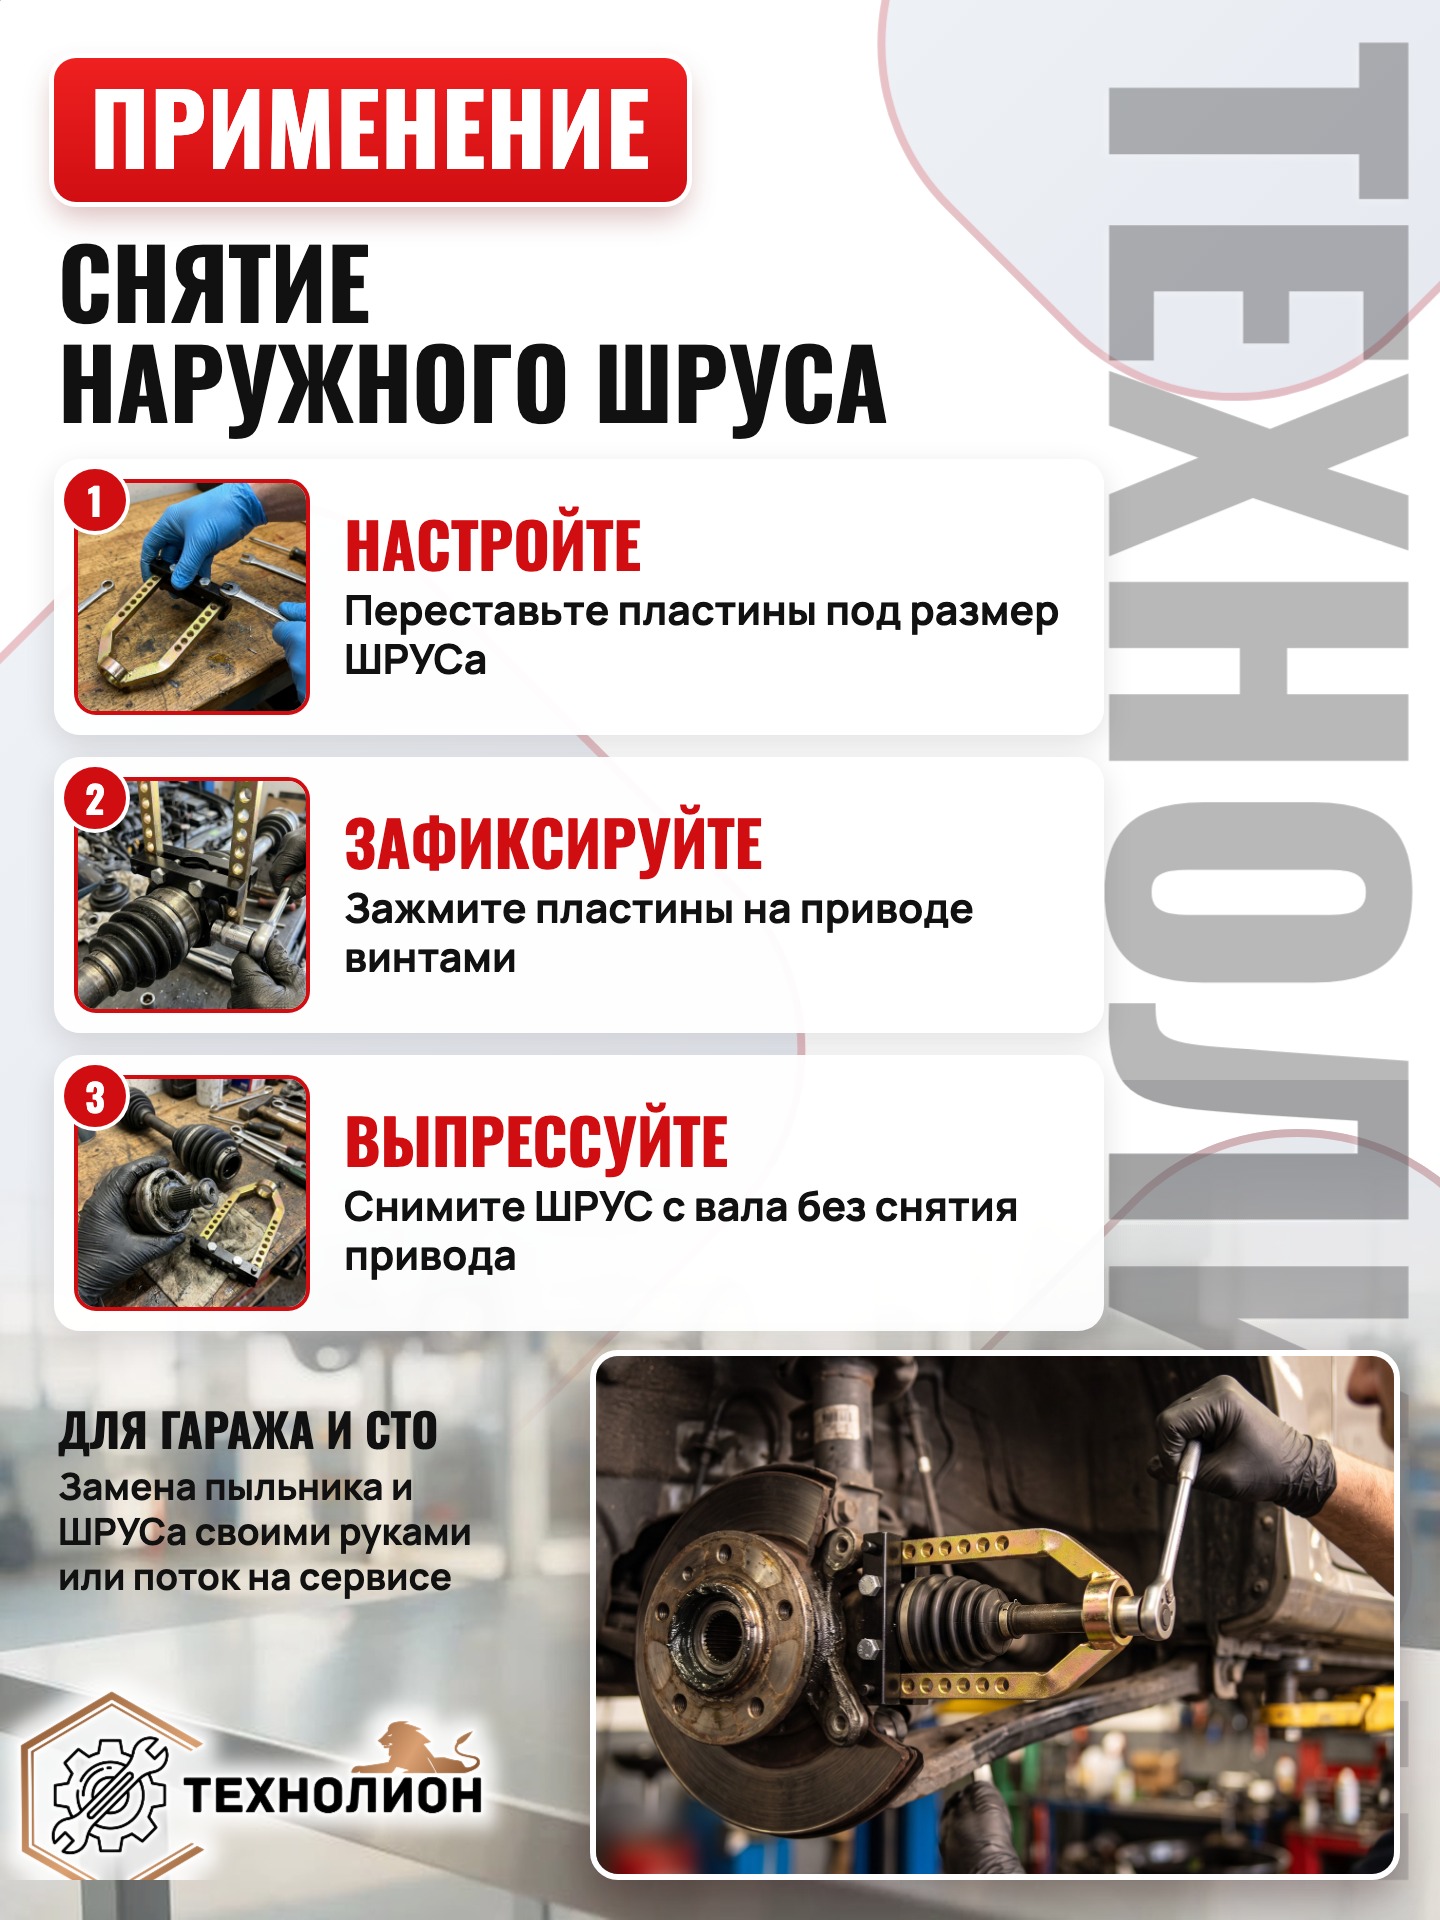 ПРИМЕНЕНИЕ
СНЯТИЕ
НАРУЖНОГО ШРУСА
1
НАСТРОЙТЕ
Переставьте пластины под размер
ШРУСа
2
ЗАФИКСИРУЙТЕ
Зажмите пластины на приводе
винтами
3
ВЫПРЕССУЙТЕ
Снимите ШРУС с вала без снятия
привода
ДЛЯ ГАРАЖА И СТО
Замена пыльника и
ШРУСа своими руками
или поток на сервисе
ТЕХНОЛИОН
ТЕХНОЛИ